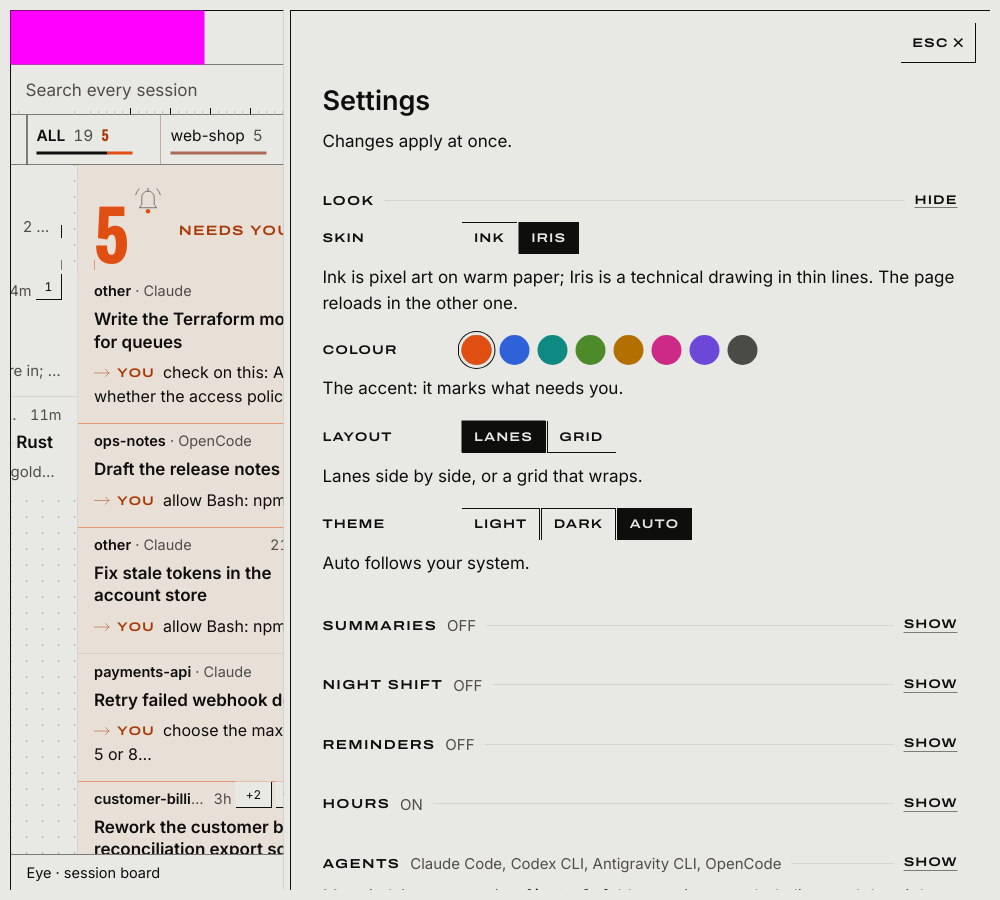 Search every session
ALL 19 5
web-shop 5
2 ...
4m 1
re in; ...
. 11m
Rust
gold...
5
NEEDS YOU
other · Claude
Write the Terraform mo
for queues
→ YOU check on this: A
whether the access polic
ops-notes · OpenCode
Draft the release notes
→ YOU allow Bash: npm
other · Claude 21
Fix stale tokens in the
account store
→ YOU allow Bash: npm
payments-api · Claude
Retry failed webhook d
→ YOU choose the max
5 or 8...
customer-billi... 3h +2
Rework the customer b
reconciliation export sc
Eye · session board
ESC ×
Settings
Changes apply at once.
LOOK HIDE
SKIN INK IRIS
Ink is pixel art on warm paper; Iris is a technical drawing in thin lines. The page
reloads in the other one.
COLOUR
The accent: it marks what needs you.
LAYOUT LANES GRID
Lanes side by side, or a grid that wraps.
THEME LIGHT DARK AUTO
Auto follows your system.
SUMMARIES OFF SHOW
NIGHT SHIFT OFF SHOW
REMINDERS OFF SHOW
HOURS ON SHOW
AGENTS Claude Code, Codex CLI, Antigravity CLI, OpenCode SHOW